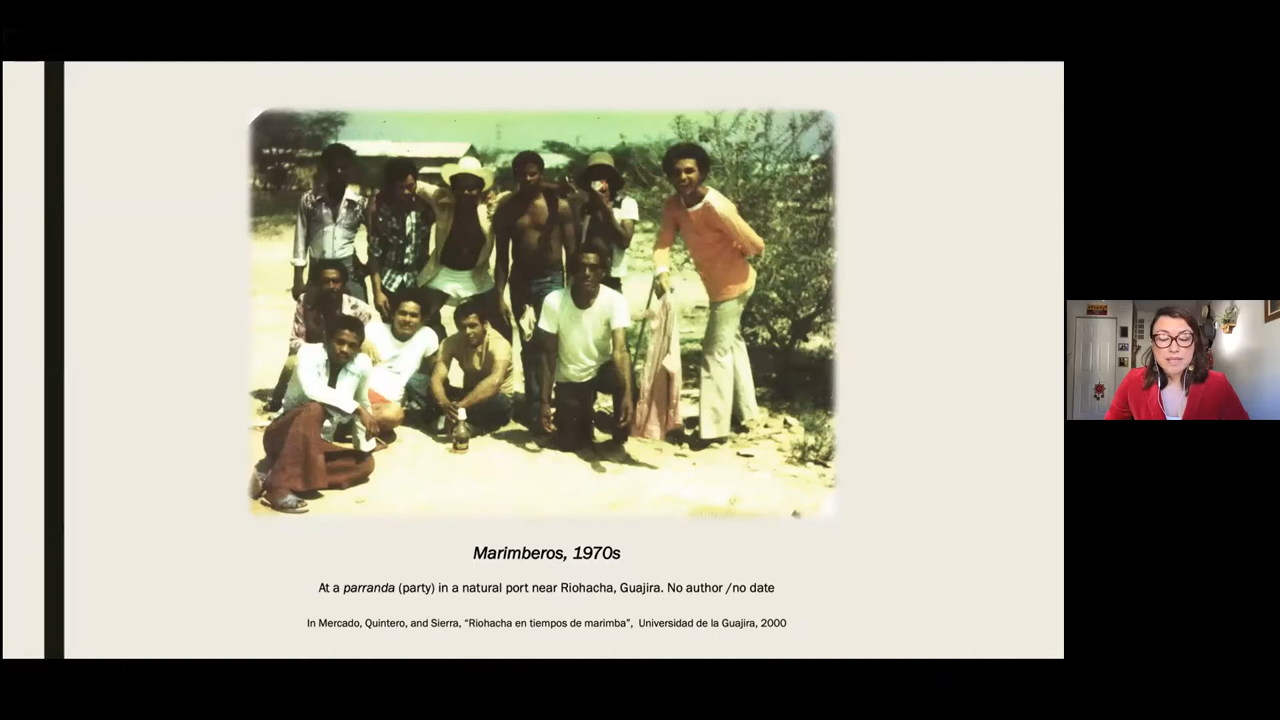 Marimberos, 1970s
At a parranda (party) in a natural port near Riohacha, Guajira. No author /no date
In Mercado, Quintero, and Sierra, “Riohacha en tiempos de marimba”, Universidad de la Guajira, 2000